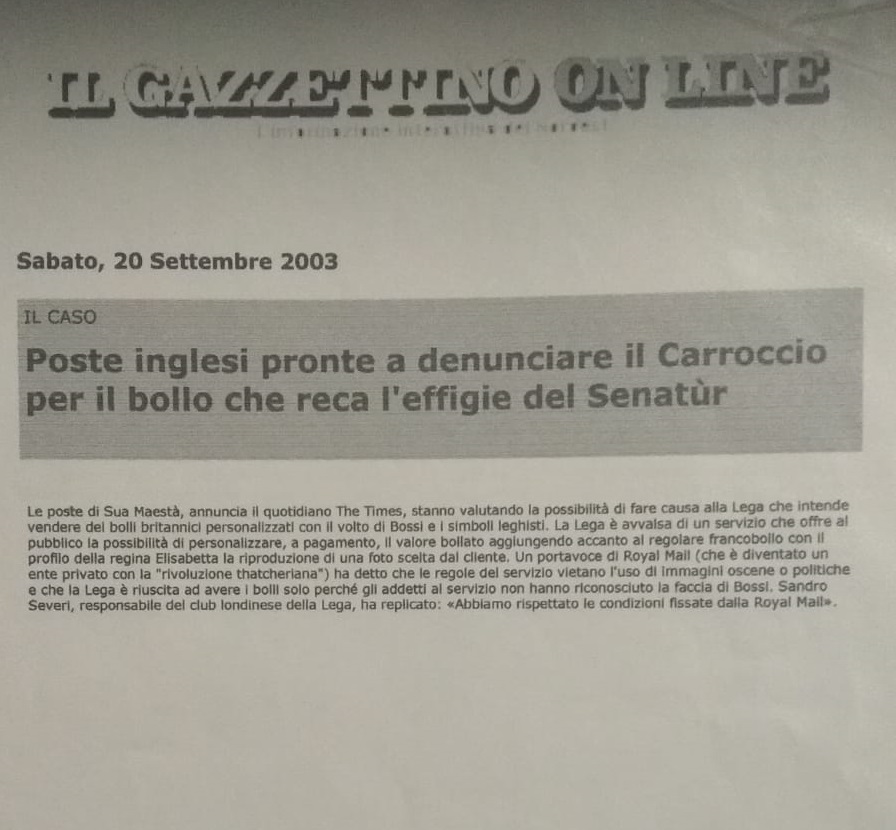 IL GAZZETTINO ON LINE
Sabato, 20 Settembre 2003
IL CASO
Poste inglesi pronte a denunciare il Carroccio
per il bollo che reca l'effigie del Senatùr
Le poste di Sua Maestà, annuncia il quotidiano The Times, stanno valutando la possibilità di fare causa alla Lega che intende
vendere dei bolli britannici personalizzati con il volto di Bossi e i simboli leghisti. La Lega è avvalsa di un servizio che offre al
pubblico la possibilità di personalizzare, a pagamento, il valore bollato aggiungendo accanto al regolare francobollo con il
profilo della regina Elisabetta la riproduzione di una foto scelta dal cliente. Un portavoce di Royal Mail (che è diventato un
ente privato con la "rivoluzione thatcheriana") ha detto che le regole del servizio vietano l'uso di immagini oscene o politiche
e che la Lega è riuscita ad avere i bolli solo perché gli addetti al servizio non hanno riconosciuto la faccia di Bossi. Sandro
Severi, responsabile del club londinese della Lega, ha replicato: «Abbiamo rispettato le condizioni fissate dalla Royal Mail».